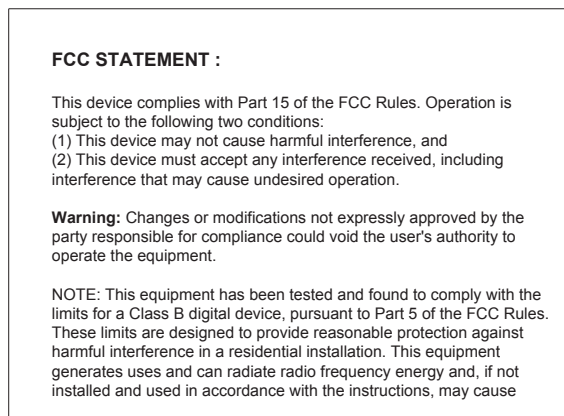 FCC STATEMENT :
This device complies with Part 15 of the FCC Rules. Operation is
subject to the following two conditions:
(1) This device may not cause harmful interference, and
(2) This device must accept any interference received, including
interference that may cause undesired operation.
Warning: Changes or modifications not expressly approved by the
party responsible for compliance could void the user's authority to
operate the equipment.
NOTE: This equipment has been tested and found to comply with the
limits for a Class B digital device, pursuant to Part 5 of the FCC Rules.
These limits are designed to provide reasonable protection against
harmful interference in a residential installation. This equipment
generates uses and can radiate radio frequency energy and, if not
installed and used in accordance with the instructions, may cause